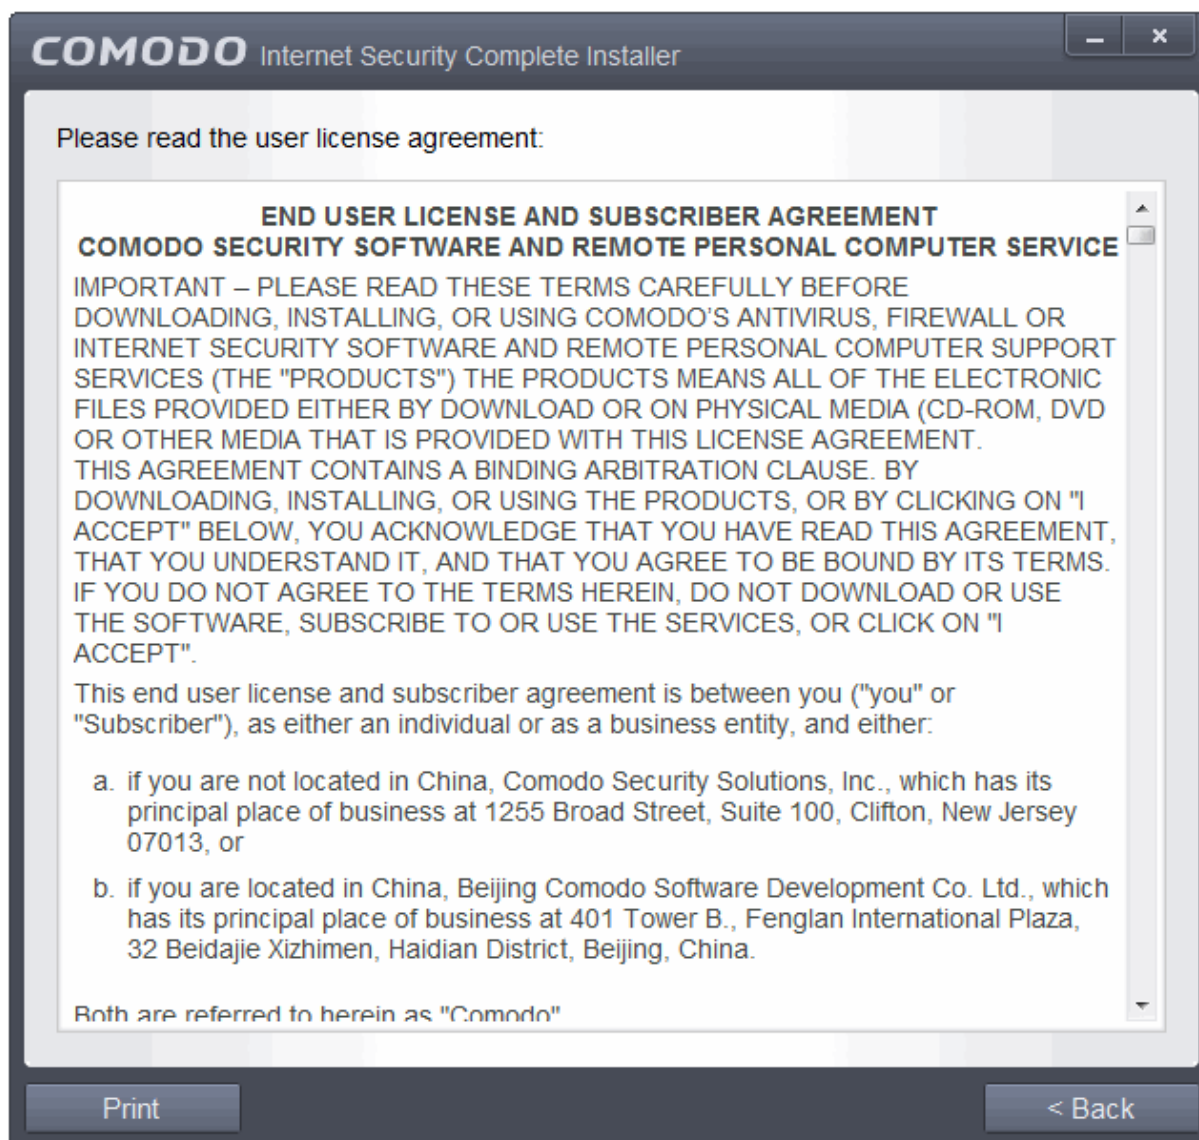 COMODO Internet Security Complete Installer
Please read the user license agreement:
END USER LICENSE AND SUBSCRIBER AGREEMENT
COMODO SECURITY SOFTWARE AND REMOTE PERSONAL COMPUTER SERVICE
IMPORTANT – PLEASE READ THESE TERMS CAREFULLY BEFORE
DOWNLOADING, INSTALLING, OR USING COMODO'S ANTIVIRUS, FIREWALL OR
INTERNET SECURITY SOFTWARE AND REMOTE PERSONAL COMPUTER SUPPORT
SERVICES (THE "PRODUCTS") THE PRODUCTS MEANS ALL OF THE ELECTRONIC
FILES PROVIDED EITHER BY DOWNLOAD OR ON PHYSICAL MEDIA (CD-ROM, DVD
OR OTHER MEDIA THAT IS PROVIDED WITH THIS LICENSE AGREEMENT.
THIS AGREEMENT CONTAINS A BINDING ARBITRATION CLAUSE. BY
DOWNLOADING, INSTALLING, OR USING THE PRODUCTS, OR BY CLICKING ON "I
ACCEPT" BELOW, YOU ACKNOWLEDGE THAT YOU HAVE READ THIS AGREEMENT,
THAT YOU UNDERSTAND IT, AND THAT YOU AGREE TO BE BOUND BY ITS TERMS.
IF YOU DO NOT AGREE TO THE TERMS HEREIN, DO NOT DOWNLOAD OR USE
THE SOFTWARE, SUBSCRIBE TO OR USE THE SERVICES, OR CLICK ON "I
ACCEPT".
This end user license and subscriber agreement is between you ("you" or
"Subscriber"), as either an individual or as a business entity, and either:
a. if you are not located in China, Comodo Security Solutions, Inc., which has its
principal place of business at 1255 Broad Street, Suite 100, Clifton, New Jersey
07013, or
b. if you are located in China, Beijing Comodo Software Development Co. Ltd., which
has its principal place of business at 401 Tower B., Fenglan International Plaza,
32 Beidajie Xizhimen, Haidian District, Beijing, China.
Both are referred to herein as "Comodo"
Print
< Back